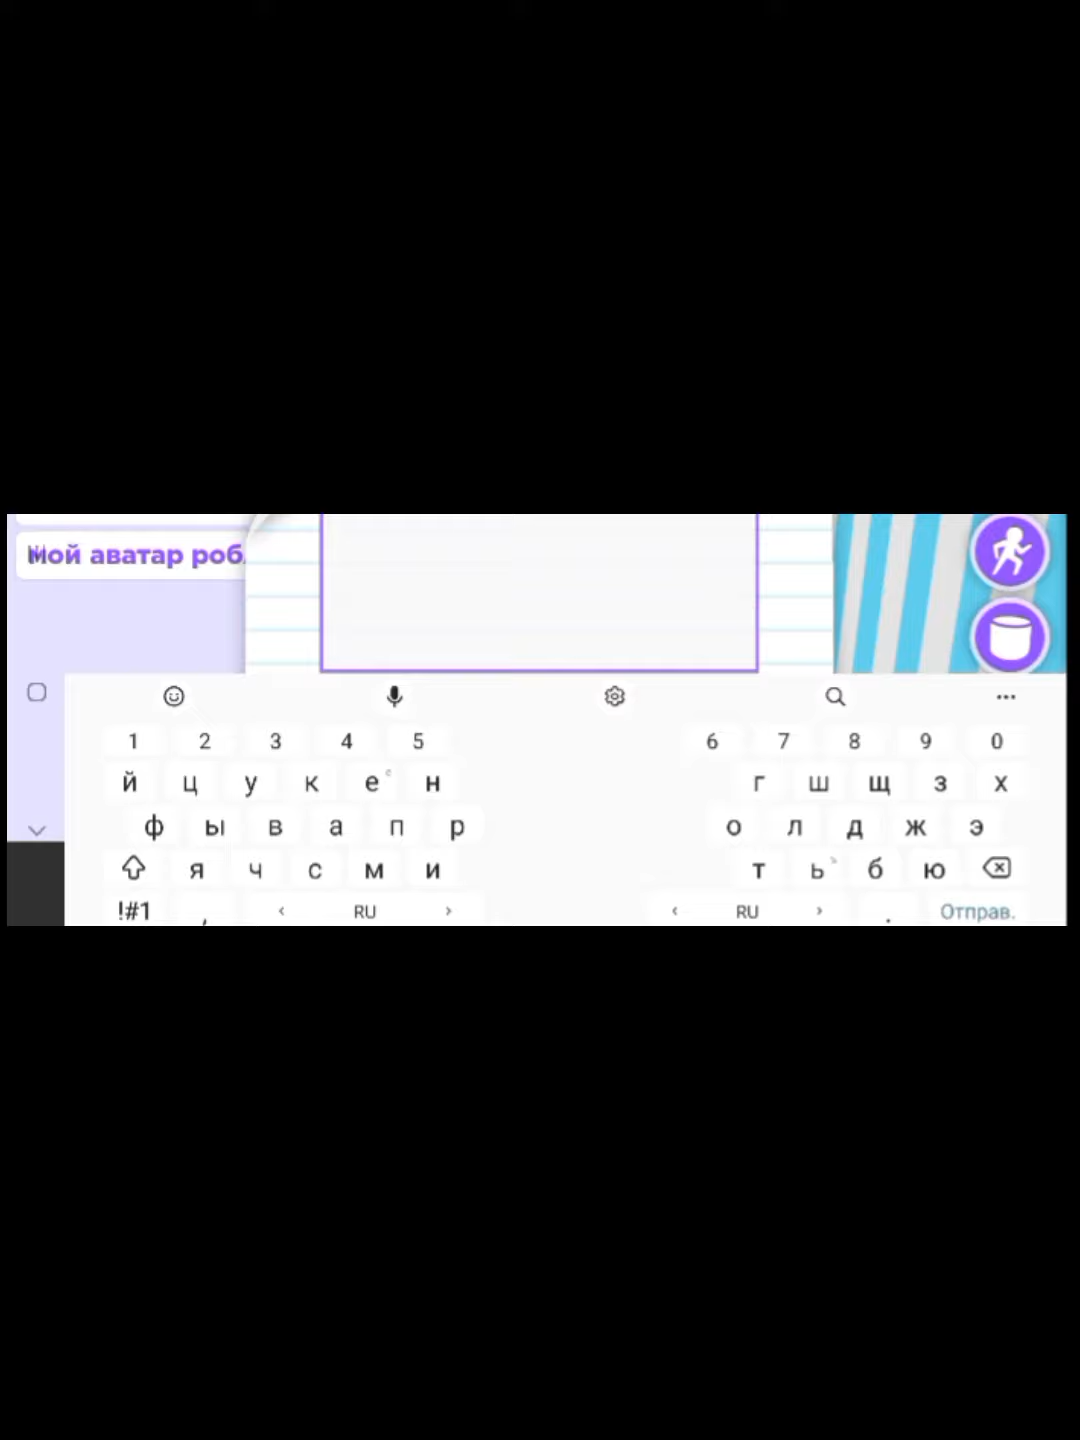 Мой аватар роб
1 2 3 4 5 6 7 8 9 0
й ц у к е ё н г ш щ з х
ф ы в а п р о л д ж э
я ч с м и т ь ъ б ю
!#1 , < RU > < RU > . Отправ.